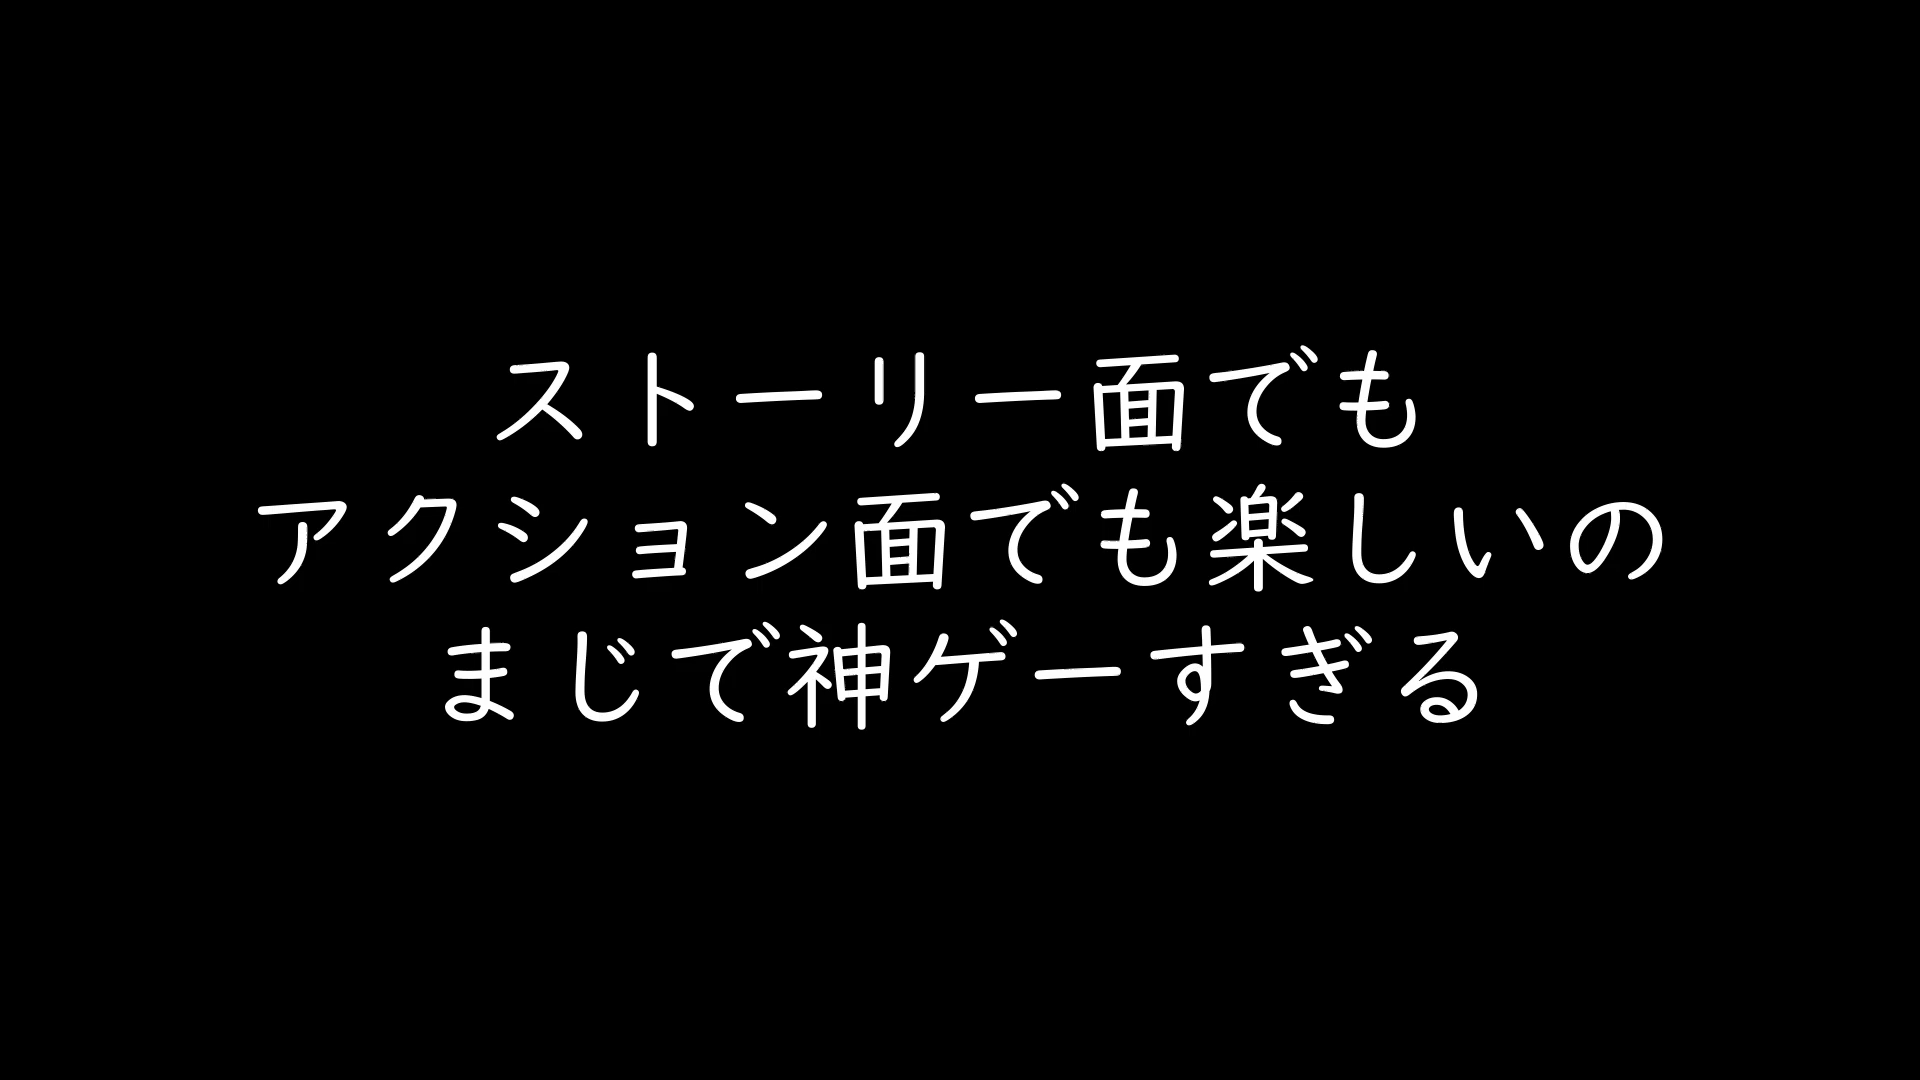 ストーリー面でも
アクション面でも楽しいの
まじで神ゲーすぎる